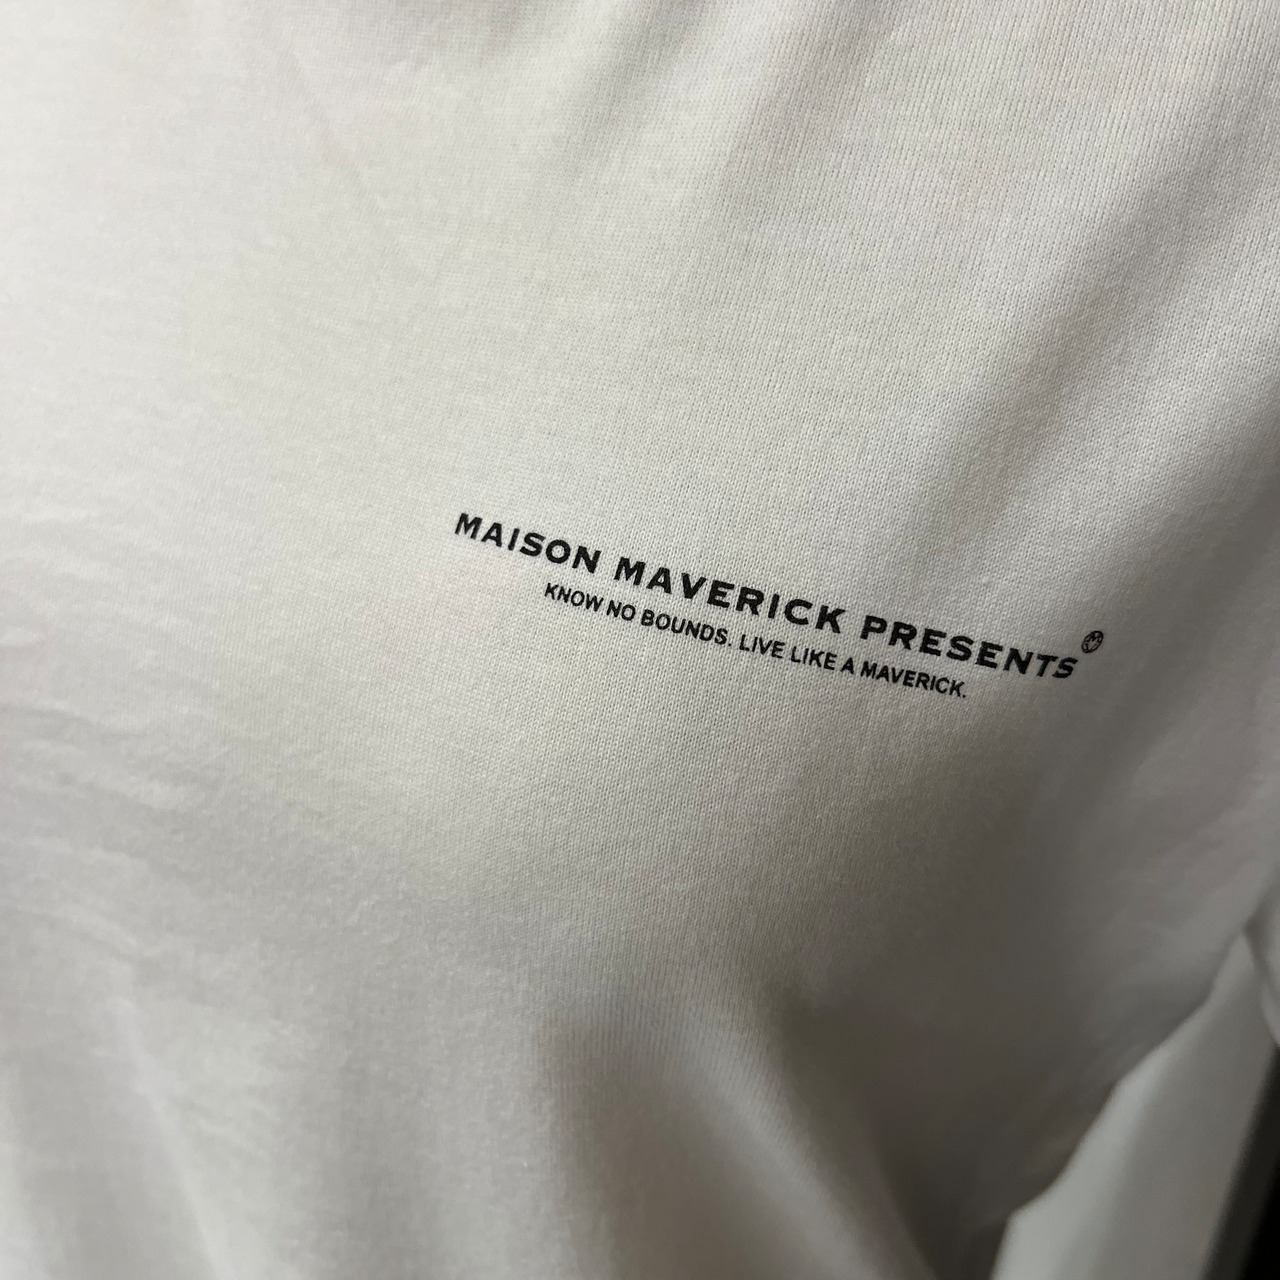 MAISON MAVERICK PRESENTS
KNOW NO BOUNDS. LIVE LIKE A MAVERICK.